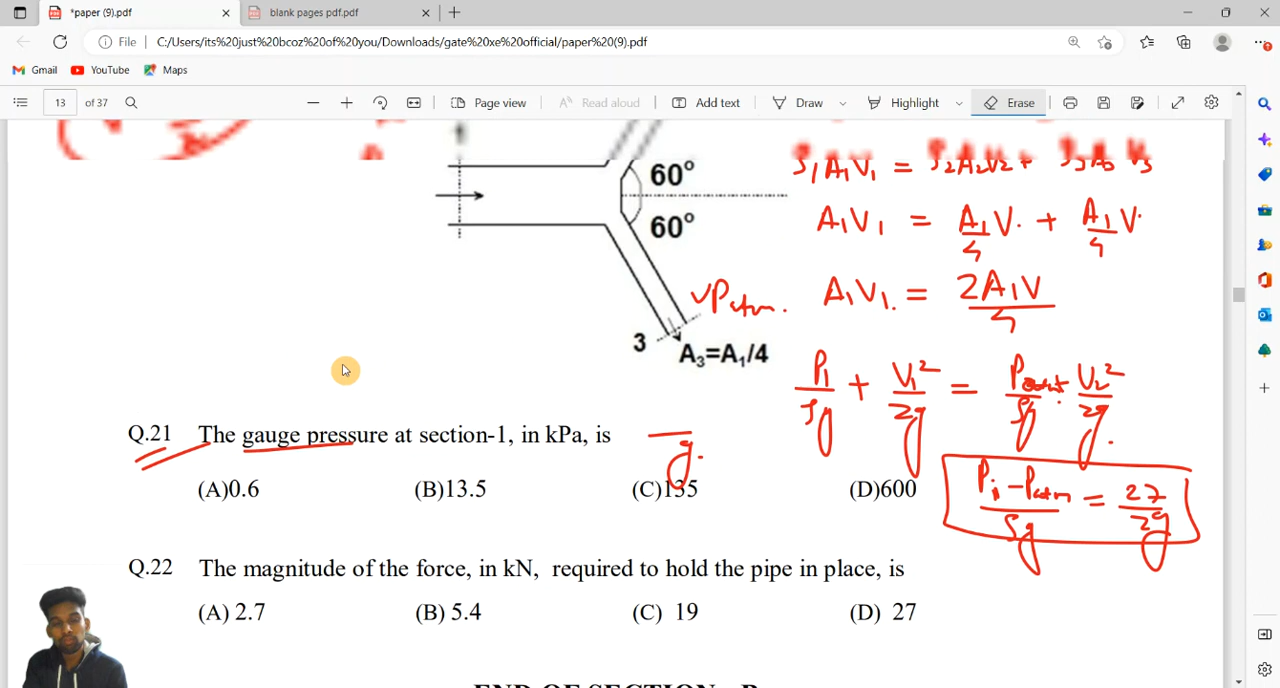 *paper (9).pdf
blank pages pdf.pdf
File C:/Users/its%20just%20bcoz%20of%20you/Downloads/gate%20xe%20official/paper%20(9).pdf
Gmail YouTube Maps
13 of 37 Page view Read aloud Add text Draw Highlight Erase
ρ₁A₁V₁ = ρ₂A₂V₂ + ρ₃A₃V₃
60°
60°
A₁V₁ = A₁/4 V + A₁/4 V
A₁V₁ = 2A₁V/4
Patm.
3
A₃=A₁/4
P₁/ρg + V₁²/2g = Patm/ρg + V₂²/2g
Q.21 The gauge pressure at section-1, in kPa, is
g.
(A)0.6 (B)13.5 (C)135 (D)600
P₁ - Patm/ρg = 27/2g
Q.22 The magnitude of the force, in kN, required to hold the pipe in place, is
(A) 2.7 (B) 5.4 (C) 19 (D) 27